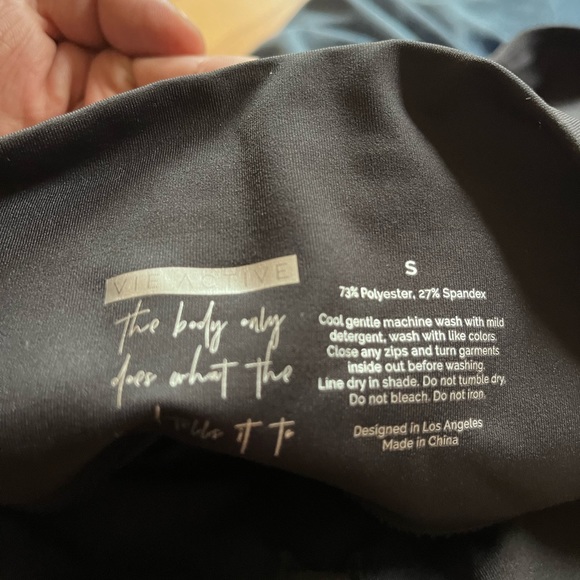 VIE ACTIVE
the body only
does what the
tells it to
S
73% Polyester, 27% Spandex
Cool gentle machine wash with mild
detergent, wash with like colors
Close any zips and turn garments
inside out before washing.
Line dry in shade. Do not tumble dry.
Do not bleach. Do not iron.
Designed in Los Angeles
Made in China